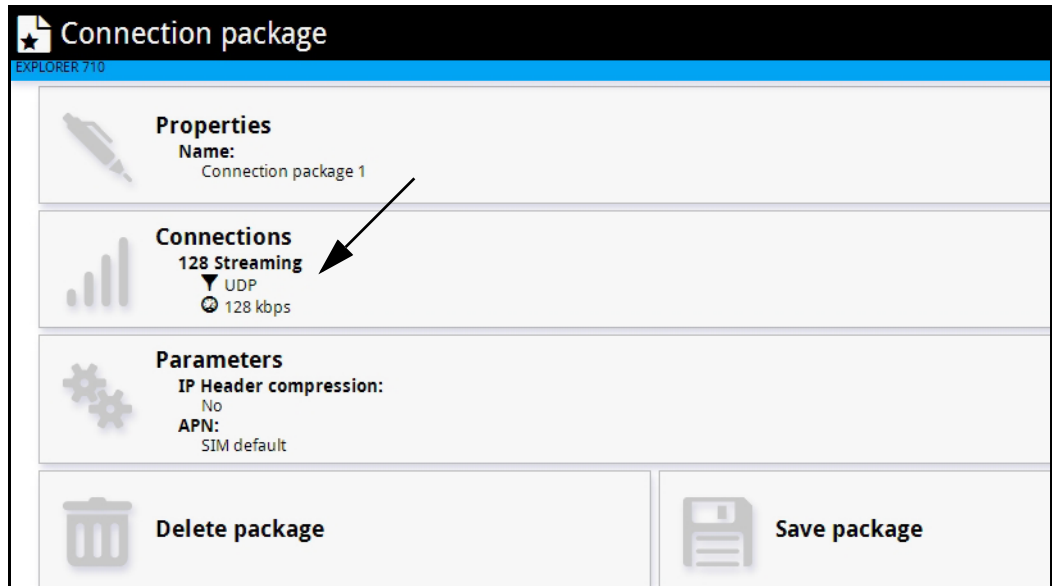 Connection package
EXPLORER 710
Properties
Name:
Connection package 1
Connections
128 Streaming
UDP
128 kbps
Parameters
IP Header compression:
No
APN:
SIM default
Delete package
Save package